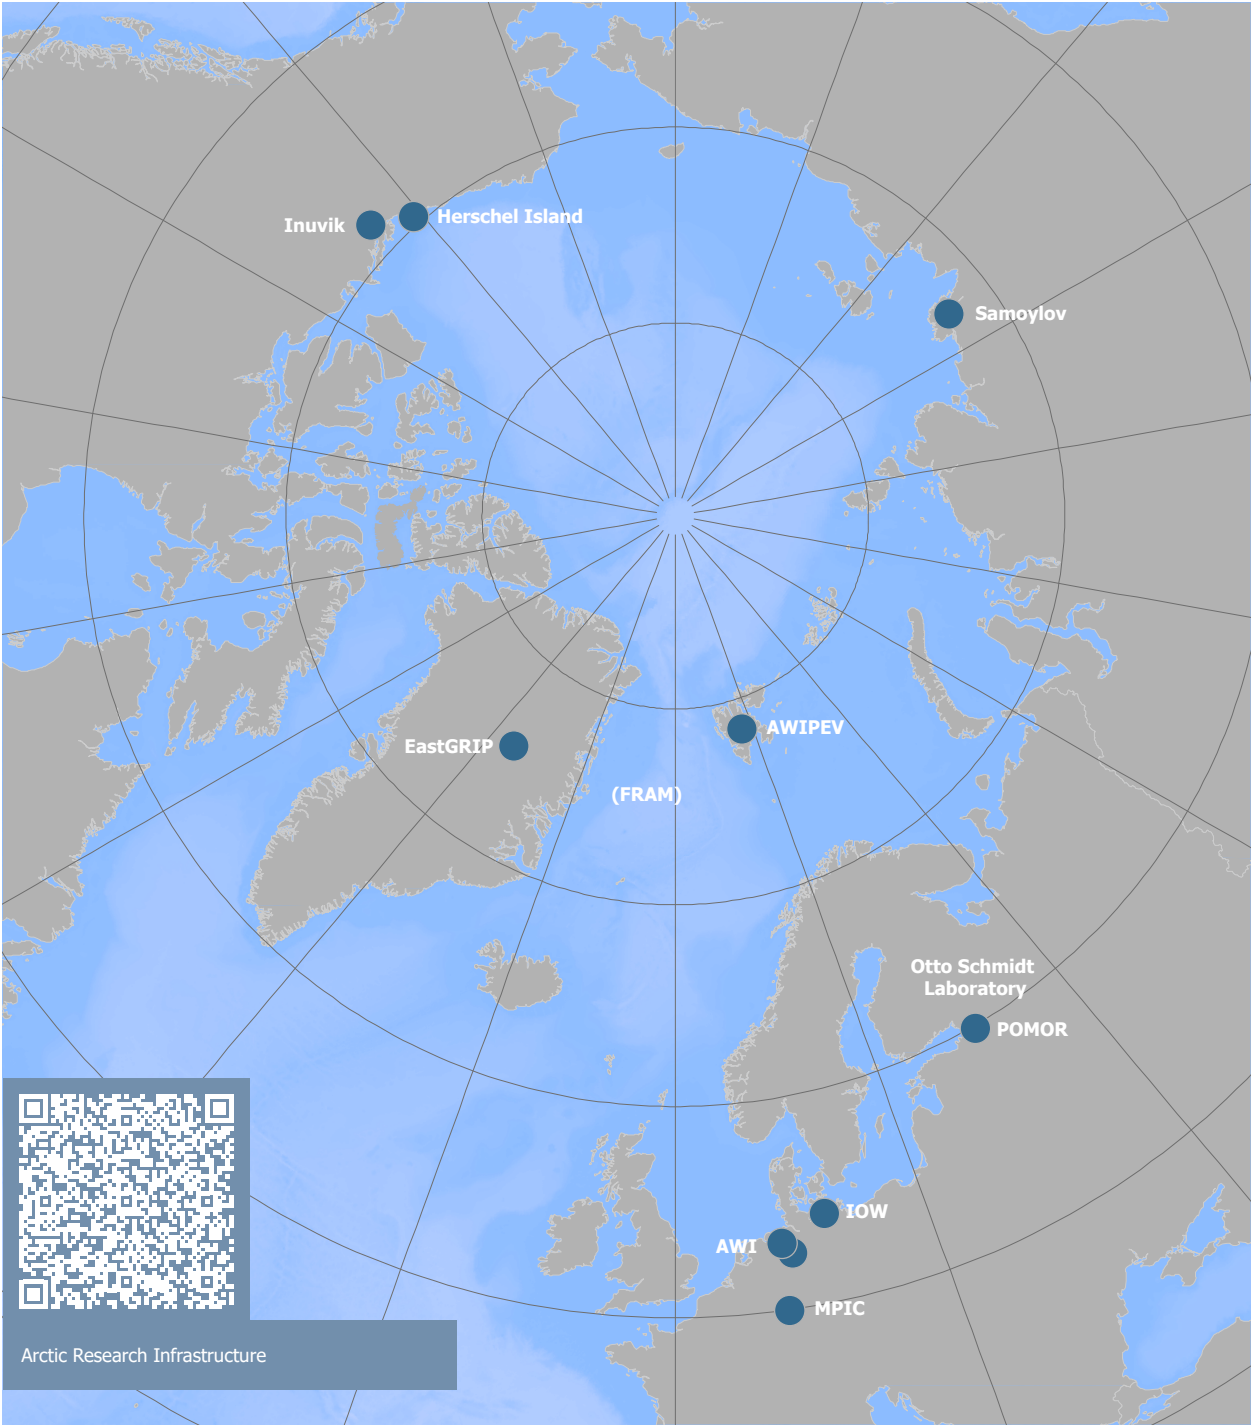 Inuvik
Herschel Island
Samoylov
AWIPEV
EastGRIP
(FRAM)
Otto Schmidt
Laboratory
POMOR
IOW
AWI
MPIC
Arctic Research Infrastructure